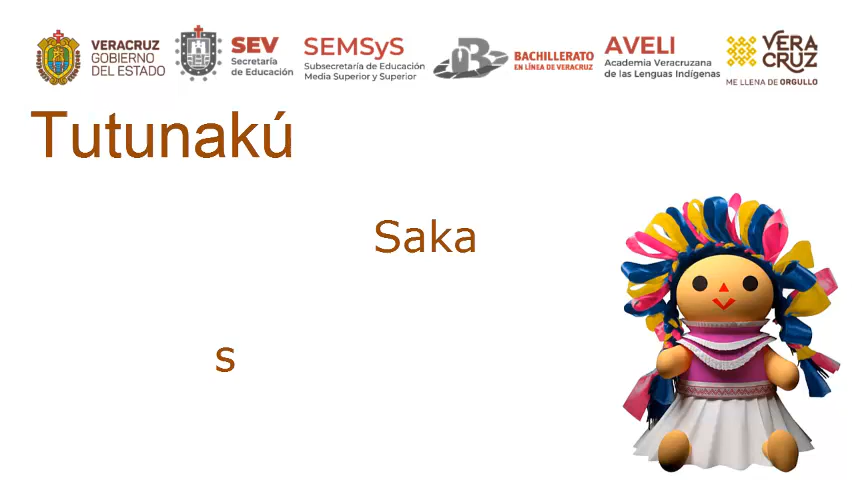 VERACRUZ
GOBIERNO
DEL ESTADO
SEV
Secretaría
de Educación
SEMSyS
Subsecretaría de Educación
Media Superior y Superior
BACHILLERATO
EN LÍNEA DE VERACRUZ
AVELI
Academia Veracruzana
de las Lenguas Indígenas
VERA
CRUZ
ME LLENA DE ORGULLO
Tutunakú
Saka
s